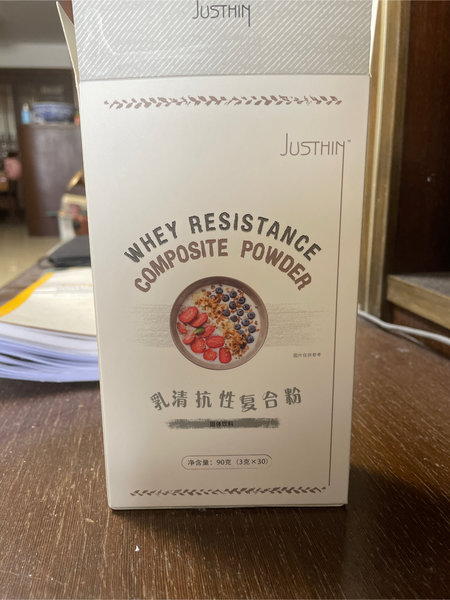 JUSTHIN
JUSTHIN™
WHEY RESISTANCE
COMPOSITE POWDER
图片仅供参考
乳清抗性复合粉
固体饮料
净含量：90克（3克×30）